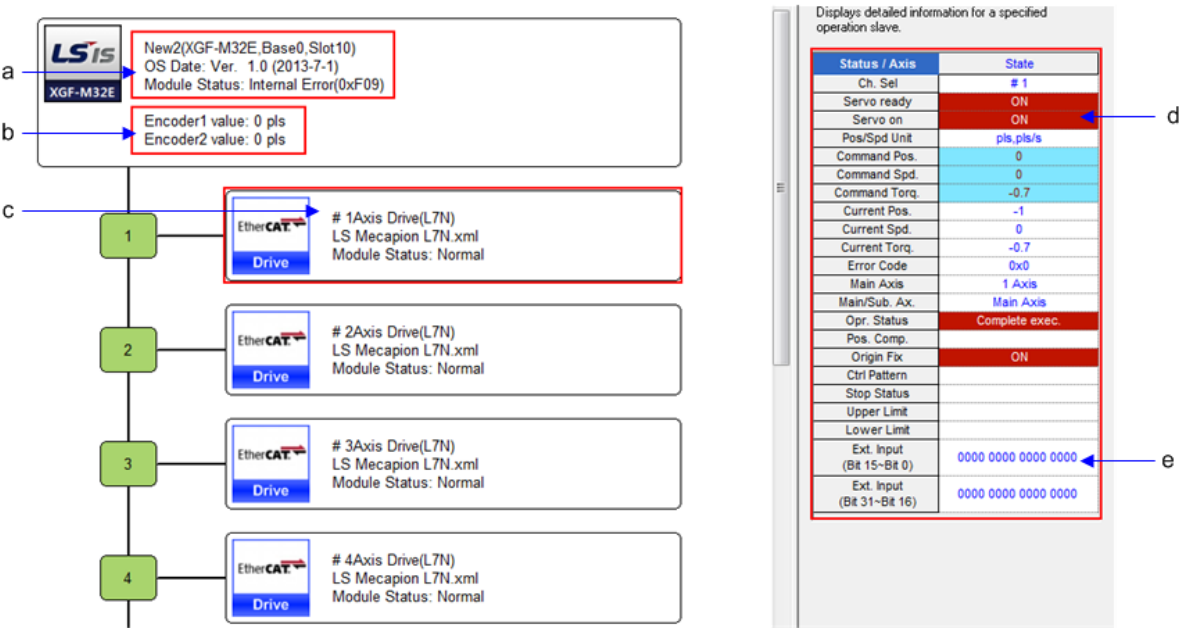 a
LSIS
XGF-M32E
New2(XGF-M32E,Base0,Slot10)
OS Date: Ver. 1.0 (2013-7-1)
Module Status: Internal Error(0xF09)
b
Encoder1 value: 0 pls
Encoder2 value: 0 pls
c
1
EtherCAT.
Drive
# 1Axis Drive(L7N)
LS Mecapion L7N.xml
Module Status: Normal
2
EtherCAT.
Drive
# 2Axis Drive(L7N)
LS Mecapion L7N.xml
Module Status: Normal
3
EtherCAT.
Drive
# 3Axis Drive(L7N)
LS Mecapion L7N.xml
Module Status: Normal
4
EtherCAT.
Drive
# 4Axis Drive(L7N)
LS Mecapion L7N.xml
Module Status: Normal
Displays detailed information for a specified
operation slave.
Status / Axis State
Ch. Sel # 1
Servo ready ON
Servo on ON
d
Pos/Spd Unit pls,pls/s
Command Pos. 0
Command Spd. 0
Command Torq. -0.7
Current Pos. -1
Current Spd. 0
Current Torq. -0.7
Error Code 0x0
Main Axis 1 Axis
Main/Sub. Ax. Main Axis
Opr. Status Complete exec.
Pos. Comp.
Origin Fix ON
Ctrl Pattern
Stop Status
Upper Limit
Lower Limit
Ext. Input
(Bit 15~Bit 0) 0000 0000 0000 0000
e
Ext. Input
(Bit 31~Bit 16) 0000 0000 0000 0000